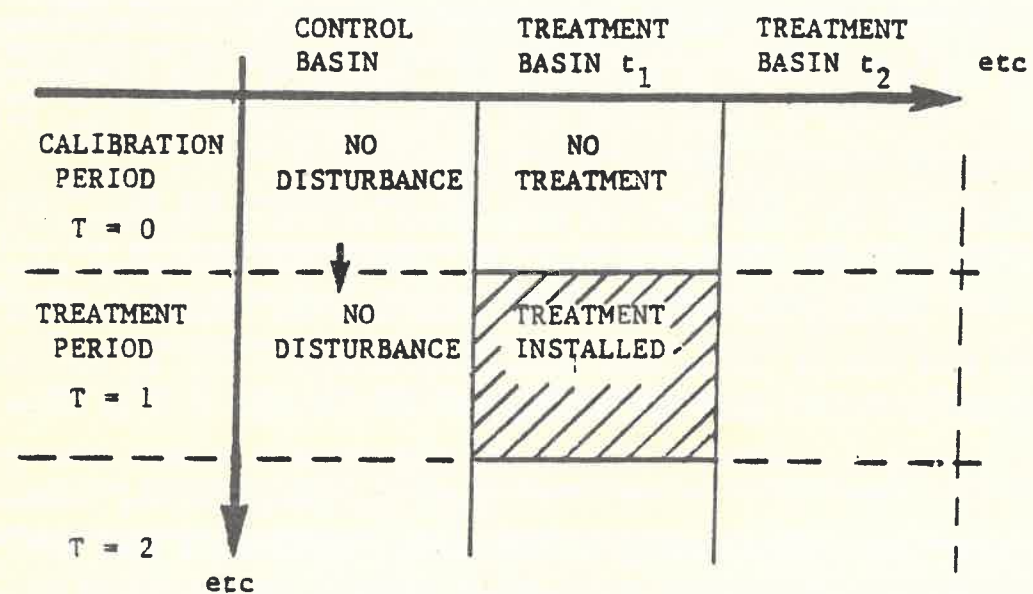 CONTROL BASIN
TREATMENT BASIN t₁
TREATMENT BASIN t₂
etc
CALIBRATION PERIOD
T = 0
NO DISTURBANCE
NO TREATMENT
TREATMENT PERIOD
T = 1
NO DISTURBANCE
TREATMENT INSTALLED
T = 2
etc